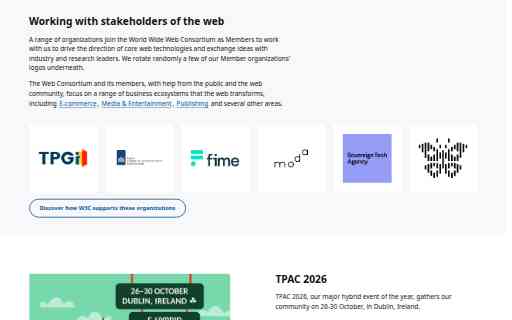 Working with stakeholders of the web
A range of organizations join the World Wide Web Consortium as Members to work
with us to drive the direction of core web technologies and exchange ideas with
industry and research leaders. We rotate randomly a few of our Member organizations'
logos underneath.
The Web Consortium and its members, with help from the public and the web
community, focus on a range of business ecosystems that the web transforms,
including E-commerce, Media & Entertainment, Publishing and several other areas.
TPGi
fime
moda
Sovereign Tech
Agency
Discover how W3C supports these organizations
26–30 OCTOBER
DUBLIN, IRELAND
TPAC 2026
TPAC 2026, our major hybrid event of the year, gathers our
community on 26-30 October, in Dublin, Ireland.